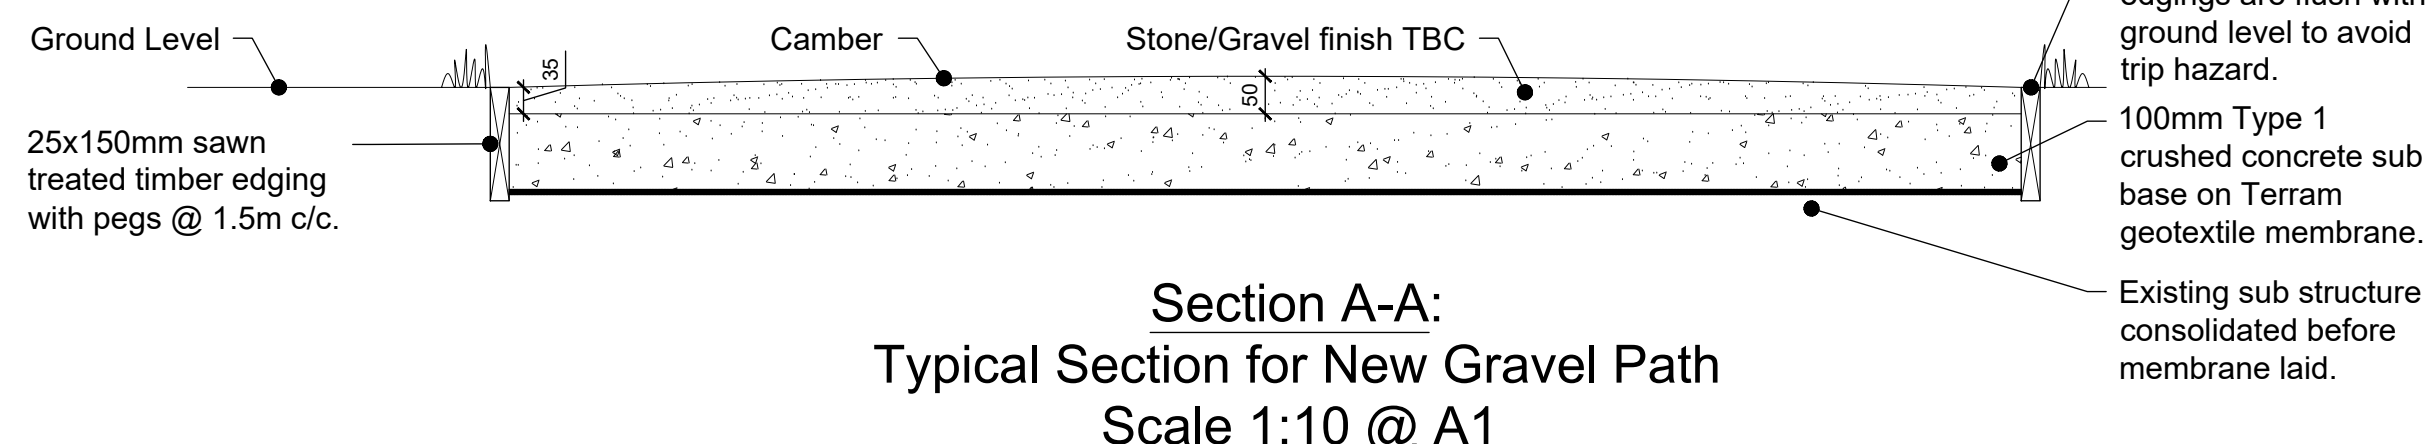 Ground Level
25x150mm sawn
treated timber edging
with pegs @ 1.5m c/c.
35
Camber
50
Stone/Gravel finish TBC
edgings are flush with
ground level to avoid
trip hazard.
100mm Type 1
crushed concrete sub
base on Terram
geotextile membrane.
Existing sub structure
consolidated before
membrane laid.
Section A-A:
Typical Section for New Gravel Path
Scale 1:10 @ A1